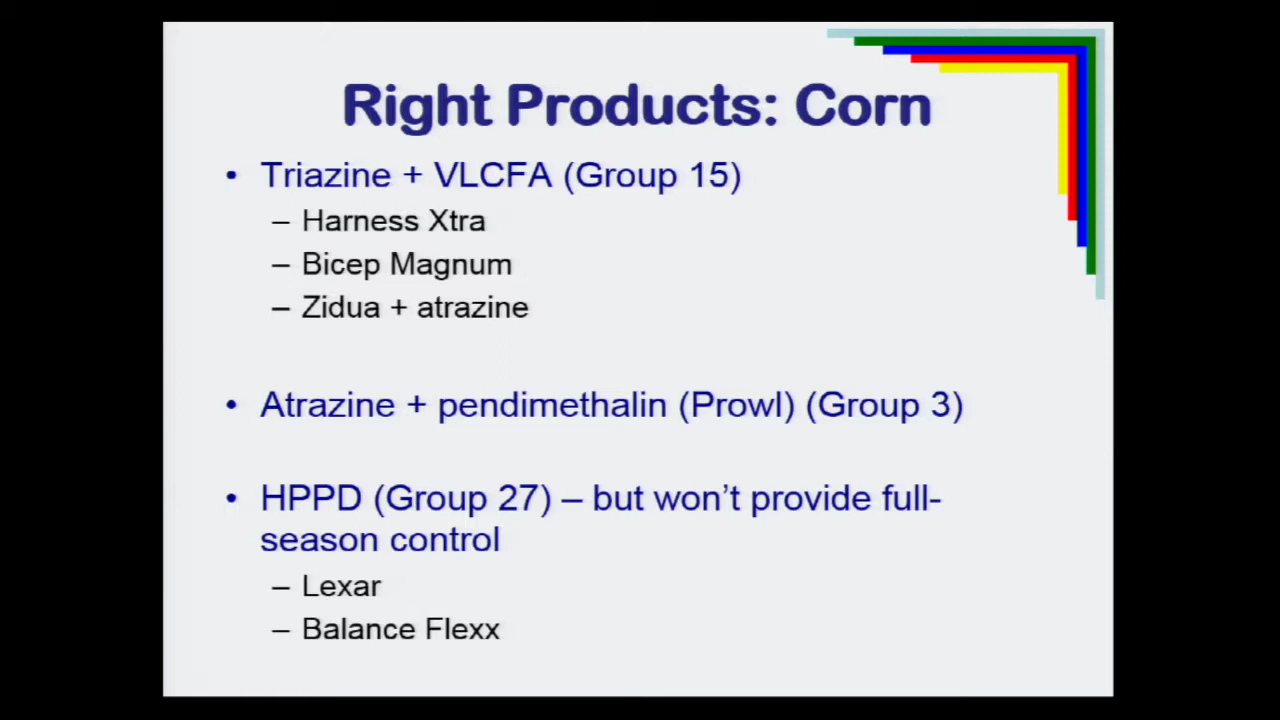 Right Products: Corn
• Triazine + VLCFA (Group 15)
– Harness Xtra
– Bicep Magnum
– Zidua + atrazine
• Atrazine + pendimethalin (Prowl) (Group 3)
• HPPD (Group 27) – but won't provide full-
season control
– Lexar
– Balance Flexx